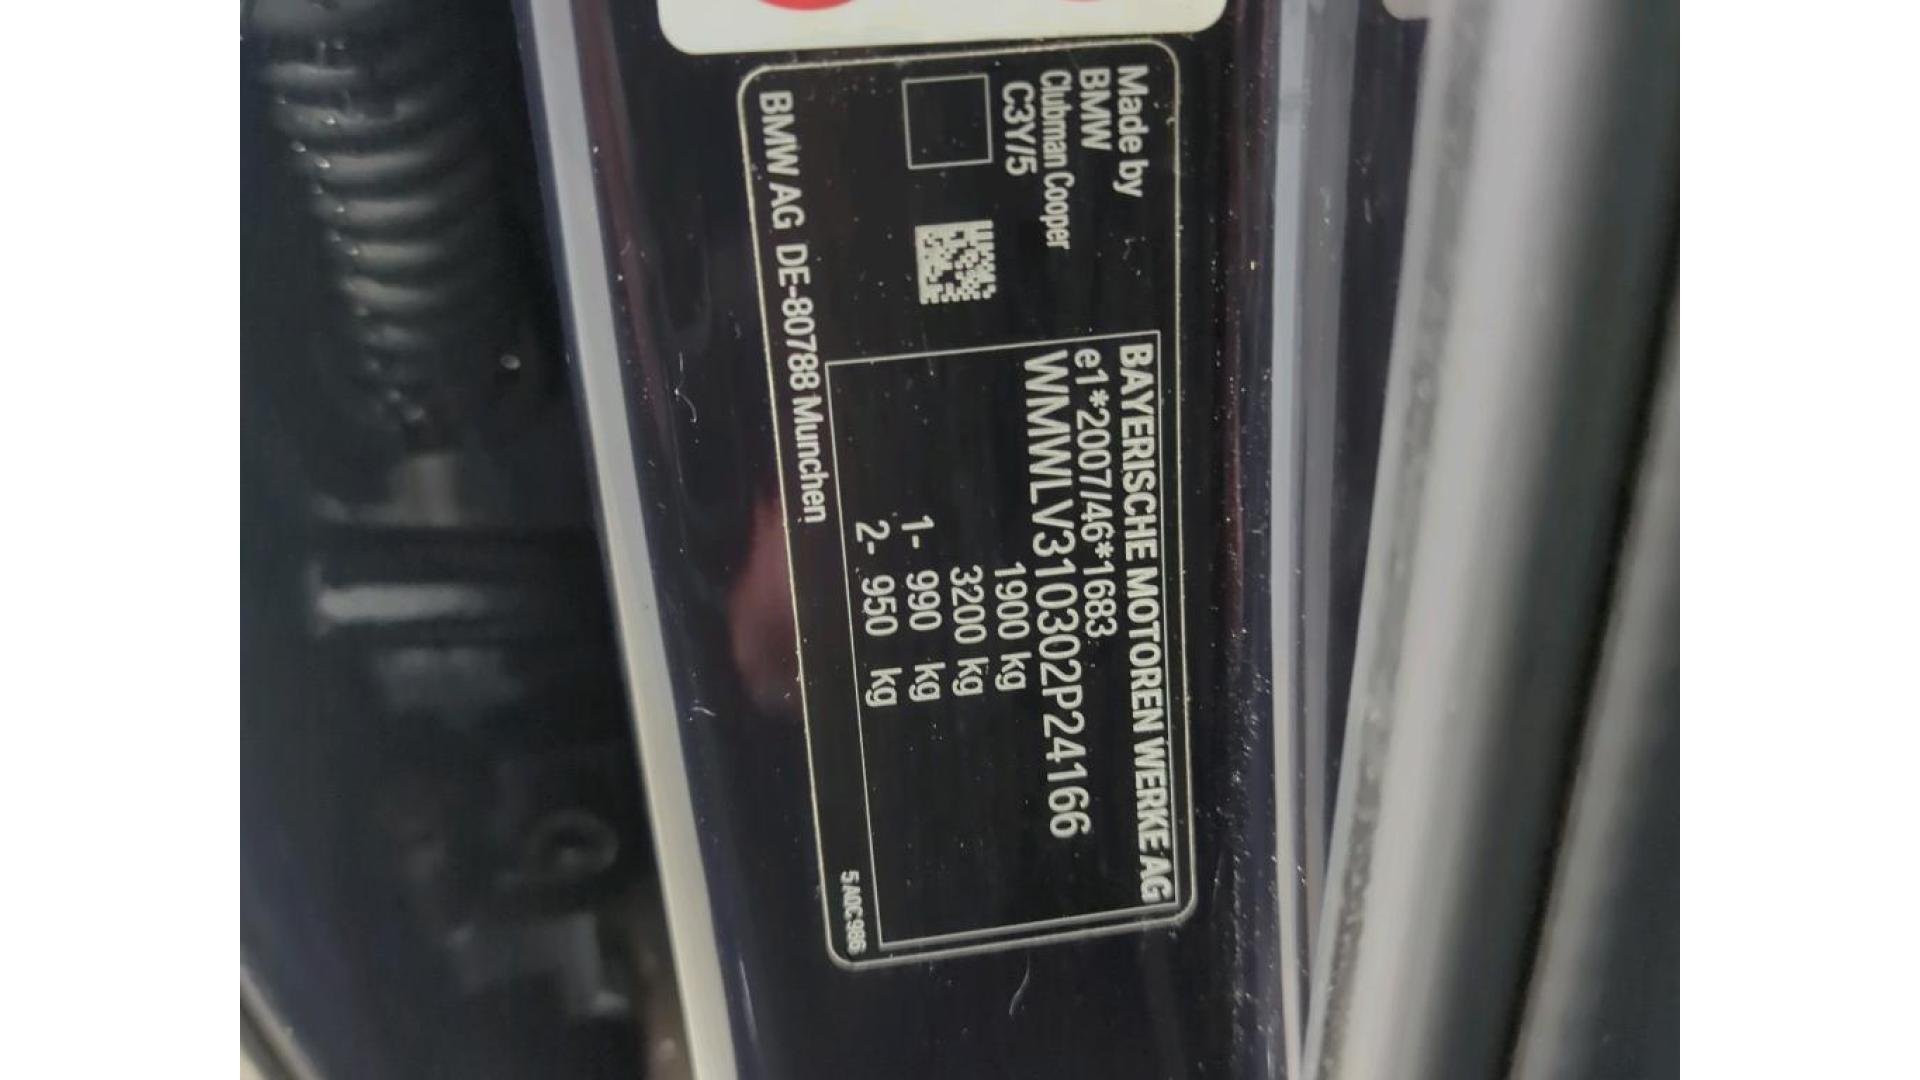 Made by
BMW
Clubman Cooper
C3Y/5
BAYERISCHE MOTOREN WERKE AG
e1*2007/46*1683
WMWLV310302P24166
1900 kg
3200 kg
1- 990 kg
2- 950 kg
BMW AG DE-80788 Munchen
5A0C986